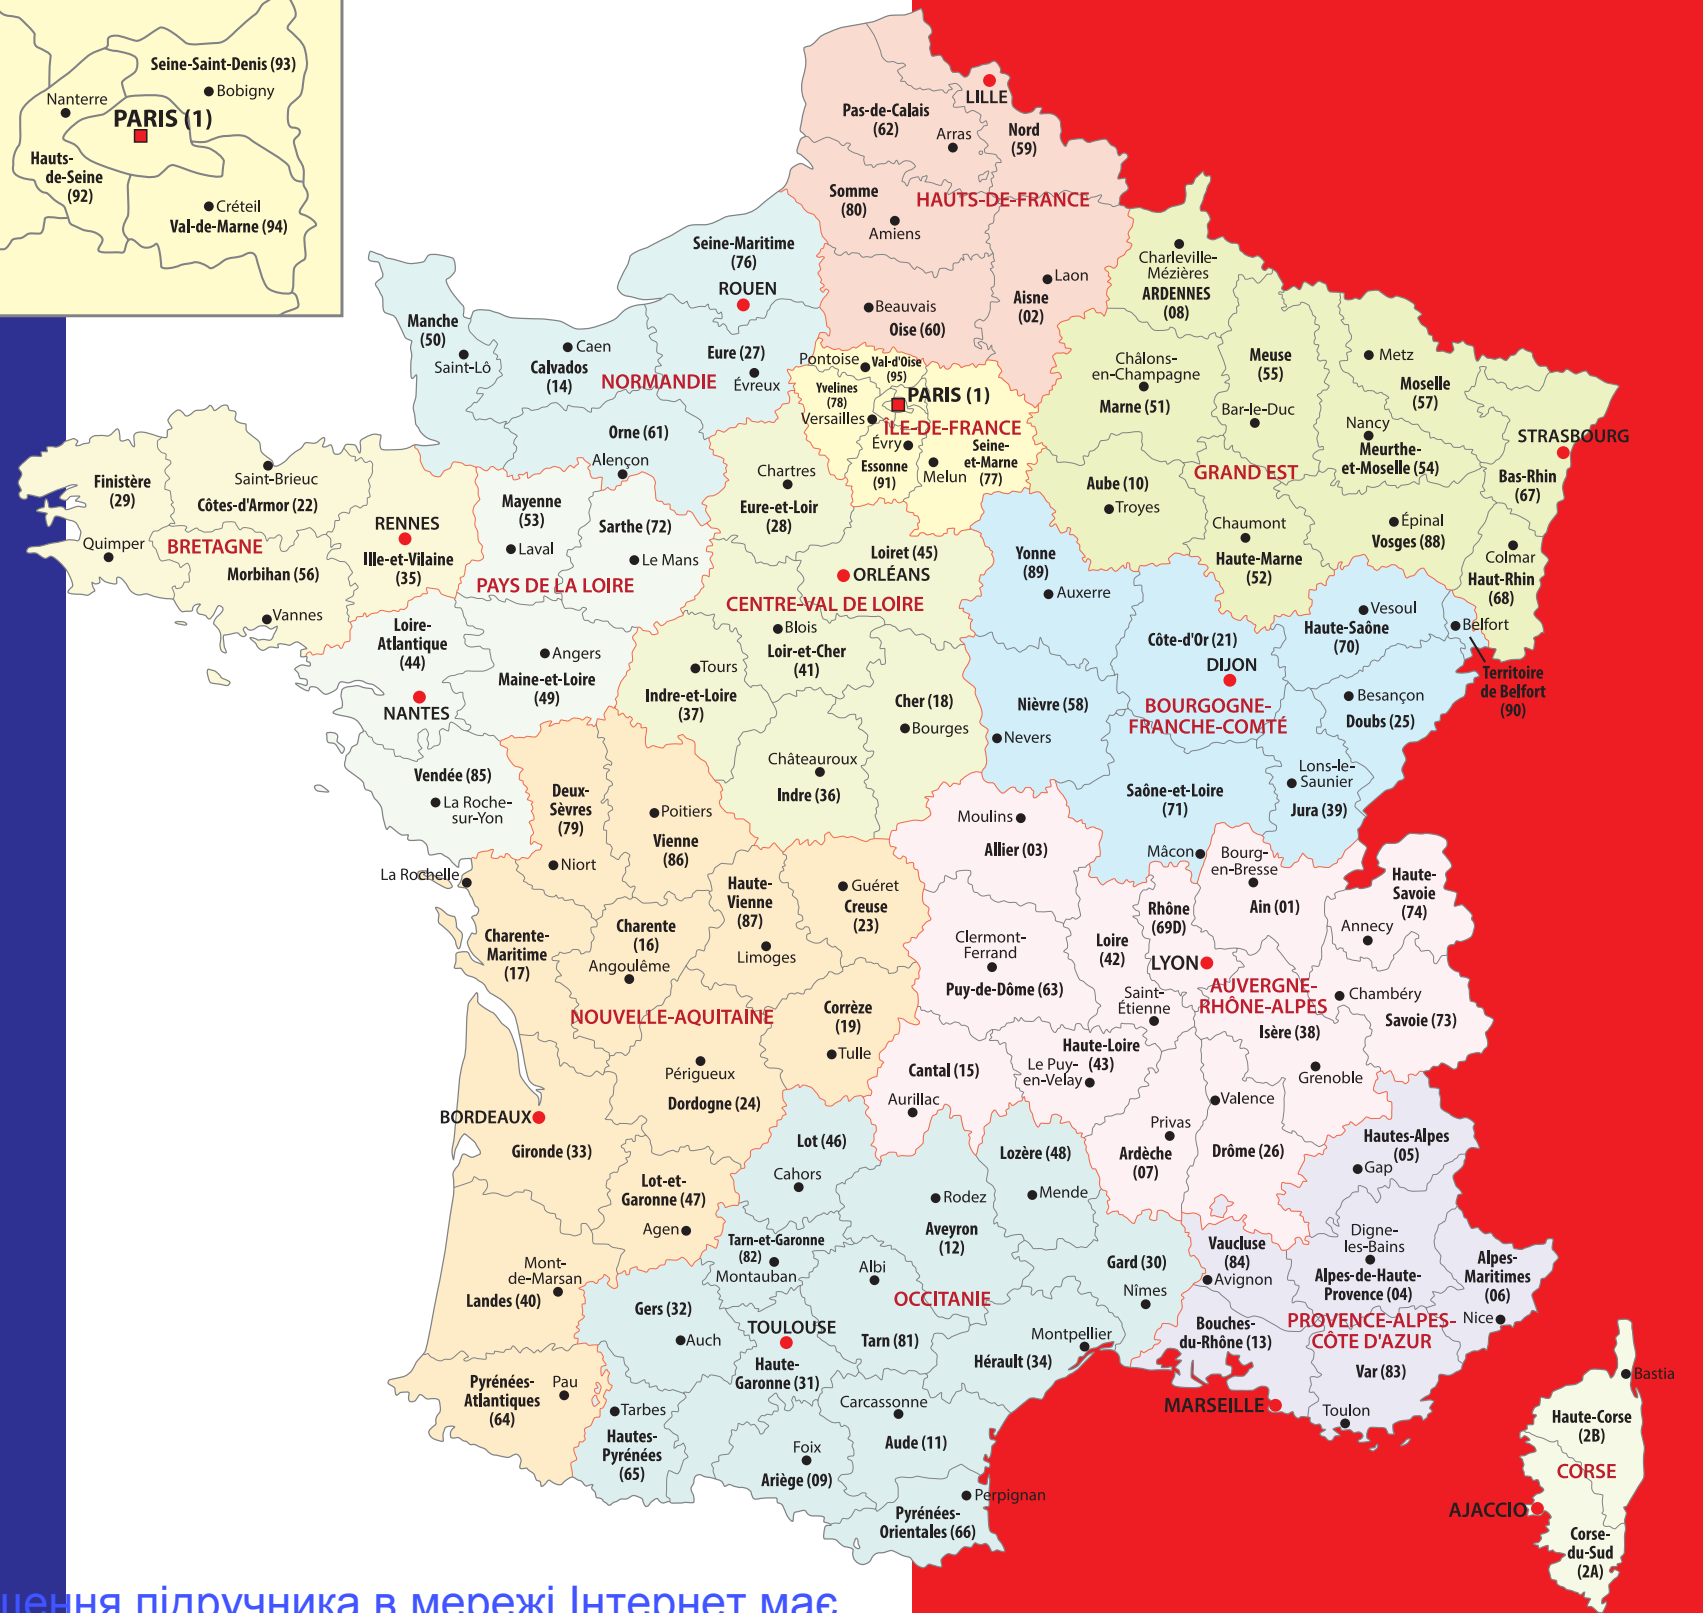 Seine-Saint-Denis (93)
Bobigny
Nanterre
PARIS (1)
Hauts-
de-Seine
(92)
Créteil
Val-de-Marne (94)
LILLE
Pas-de-Calais
(62)
Arras
Nord
(59)
Somme
(80)
HAUTS-DE-FRANCE
Amiens
Laon
Aisne
(02)
Beauvais
Oise (60)
Seine-Maritime
(76)
ROUEN
Manche
(50)
Saint-Lô
Caen
Calvados
(14)
Eure (27)
Évreux
NORMANDIE
Orne (61)
Alençon
Pontoise
Val-d'Oise
(95)
Yvelines
(78)
Versailles
PARIS (1)
ÎLE-DE-FRANCE
Évry
Essonne
(91)
Melun
Seine-
et-Marne
(77)
Charleville-
Mézières
ARDENNES
(08)
Châlons-
en-Champagne
Marne (51)
Meuse
(55)
Bar-le-Duc
Metz
Moselle
(57)
Nancy
Meurthe-
et-Moselle (54)
STRASBOURG
Bas-Rhin
(67)
GRAND EST
Aube (10)
Troyes
Chaumont
Haute-Marne
(52)
Épinal
Vosges (88)
Colmar
Haut-Rhin
(68)
Finistère
(29)
Quimper
Saint-Brieuc
Côtes-d'Armor (22)
BRETAGNE
Morbihan (56)
Vannes
RENNES
Ille-et-Vilaine
(35)
Mayenne
(53)
Laval
Sarthe (72)
Le Mans
PAYS DE LA LOIRE
Loire-
Atlantique
(44)
NANTES
Angers
Maine-et-Loire
(49)
Vendée (85)
La Roche-
sur-Yon
Chartres
Eure-et-Loir
(28)
Loiret (45)
ORLÉANS
CENTRE-VAL DE LOIRE
Blois
Loir-et-Cher
(41)
Tours
Indre-et-Loire
(37)
Cher (18)
Bourges
Châteauroux
Indre (36)
Yonne
(89)
Auxerre
Côte-d'Or (21)
DIJON
Nièvre (58)
Nevers
BOURGOGNE-
FRANCHE-COMTÉ
Vesoul
Haute-Saône
(70)
Belfort
Territoire
de Belfort
(90)
Besançon
Doubs (25)
Lons-le-
Saunier
Jura (39)
Saône-et-Loire
(71)
Mâcon
Deux-
Sèvres
(79)
Niort
Poitiers
Vienne
(86)
La Rochelle
Charente-
Maritime
(17)
Charente
(16)
Angoulême
Haute-
Vienne
(87)
Limoges
Guéret
Creuse
(23)
NOUVELLE-AQUITAINE
Corrèze
(19)
Tulle
Périgueux
Dordogne (24)
BORDEAUX
Gironde (33)
Lot-et-
Garonne (47)
Agen
Mont-
de-Marsan
Landes (40)
Pyrénées-
Atlantiques
(64)
Pau
Moulins
Allier (03)
Bourg-
en-Bresse
Ain (01)
Haute-
Savoie
(74)
Annecy
Rhône
(69D)
LYON
Loire
(42)
Saint-
Étienne
Clermont-
Ferrand
Puy-de-Dôme (63)
AUVERGNE-
RHÔNE-ALPES
Chambéry
Savoie (73)
Isère (38)
Grenoble
Haute-Loire
(43)
Le Puy-
en-Velay
Cantal (15)
Aurillac
Valence
Privas
Ardèche
(07)
Drôme (26)
Lot (46)
Cahors
Lozère (48)
Mende
Rodez
Aveyron
(12)
Tarn-et-Garonne
(82)
Montauban
Albi
Tarn (81)
OCCITANIE
Gard (30)
Nîmes
Gers (32)
Auch
TOULOUSE
Haute-
Garonne (31)
Montpellier
Hérault (34)
Tarbes
Hautes-
Pyrénées
(65)
Carcassonne
Aude (11)
Foix
Ariège (09)
Perpignan
Pyrénées-
Orientales (66)
Hautes-Alpes
(05)
Gap
Vaucluse
(84)
Avignon
Digne-
les-Bains
Alpes-de-Haute-
Provence (04)
Alpes-
Maritimes
(06)
Nice
Bouches-
du-Rhône (13)
PROVENCE-ALPES-
CÔTE D'AZUR
Var (83)
MARSEILLE
Toulon
Bastia
Haute-Corse
(2B)
CORSE
AJACCIO
Corse-
du-Sud
(2A)
підручника в мережі Інтернет має